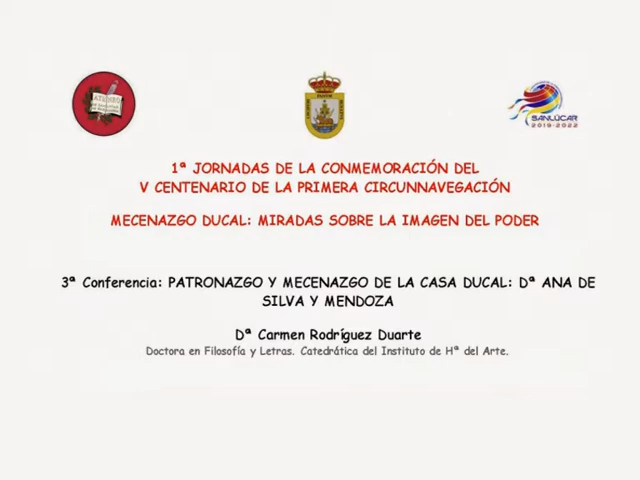 ATENEO
SANLÚCAR
2019-2022
1ª JORNADAS DE LA CONMEMORACIÓN DEL
V CENTENARIO DE LA PRIMERA CIRCUNNAVEGACIÓN
MECENAZGO DUCAL: MIRADAS SOBRE LA IMAGEN DEL PODER
3ª Conferencia: PATRONAZGO Y MECENAZGO DE LA CASA DUCAL: Dª ANA DE
SILVA Y MENDOZA
Dª Carmen Rodríguez Duarte
Doctora en Filosofía y Letras. Catedrática del Instituto de Hª del Arte.